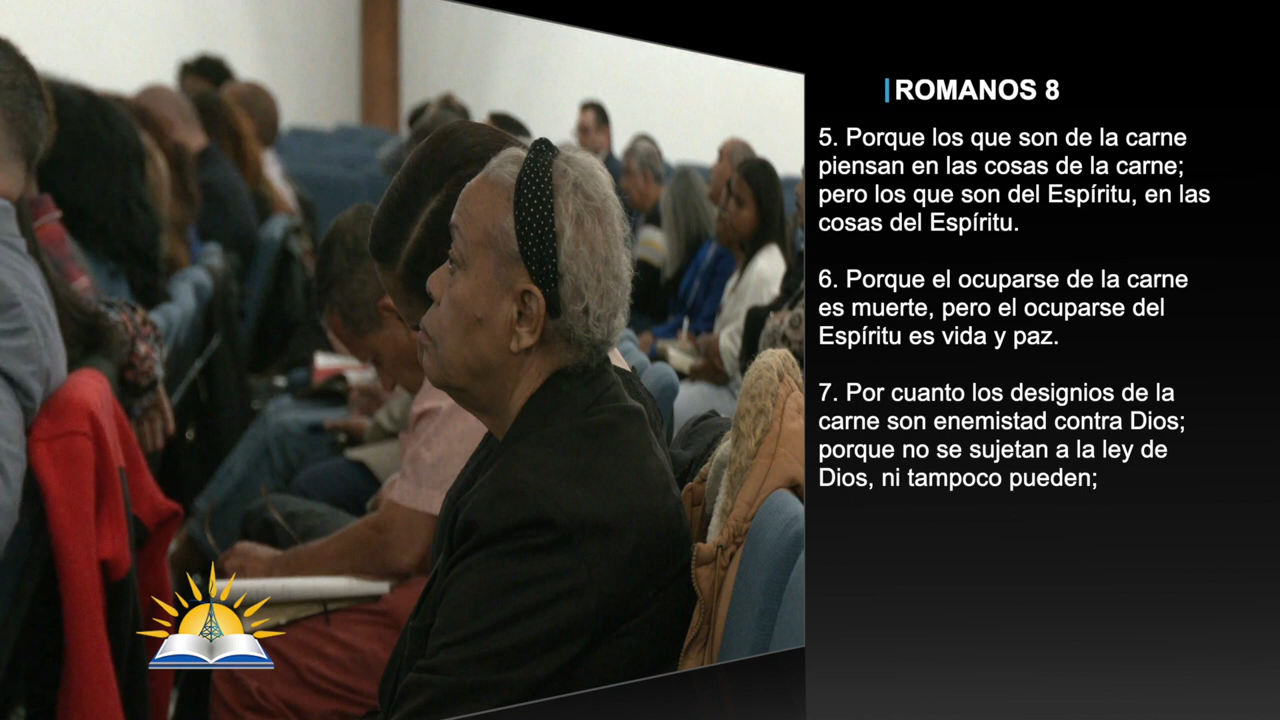 ROMANOS 8
5. Porque los que son de la carne
piensan en las cosas de la carne;
pero los que son del Espíritu, en las
cosas del Espíritu.
6. Porque el ocuparse de la carne
es muerte, pero el ocuparse del
Espíritu es vida y paz.
7. Por cuanto los designios de la
carne son enemistad contra Dios;
porque no se sujetan a la ley de
Dios, ni tampoco pueden;